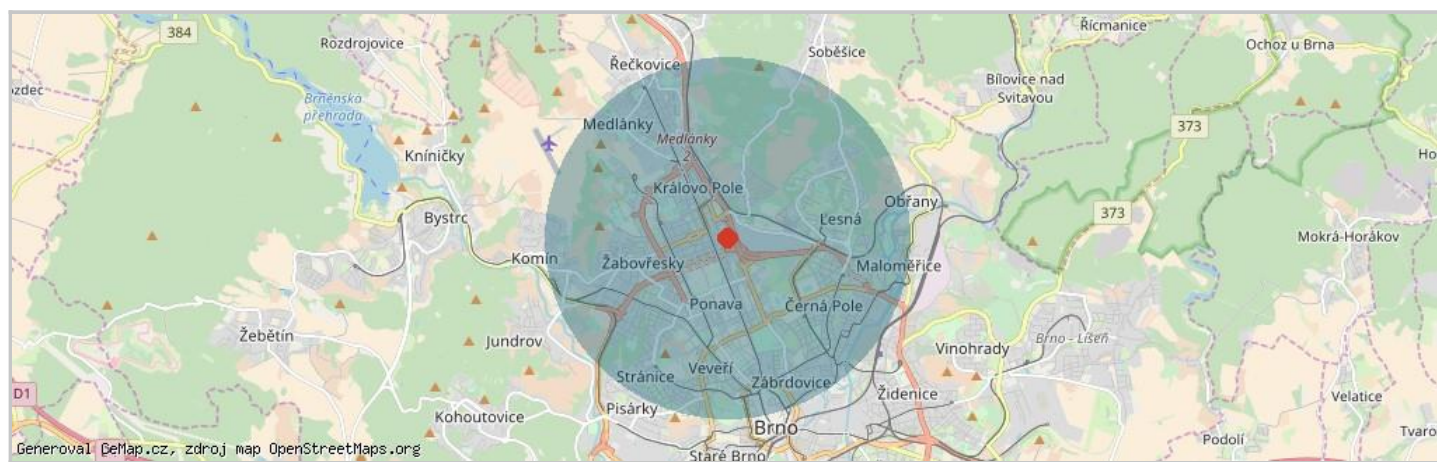 384
Rozdrojovice
Řícmanice
Soběšice
Ochoz u Brna
Řečkovice
Bílovice nad
Svitavou
ozdec
Brněnská
přehrada
Medlánky
373
Medlánky
2
Kníničky
Ho
Královo Pole
Obřany
373
Bystrc
Lesná
Mokrá-Horákov
Komín
Žabovřesky
Maloměřice
Tvaro
Ponava
Černá Pole
Žebětín
Jundrov
Vinohrady
Brno - Líšeň
Veveří
Stránice
Zábrdovice
D1
Židenice
Velatice
Pisárky
Kohoutovice
Brno
Podolí
Generoval GeMap.cz, zdroj map OpenStreetMaps.org
Staré Brno